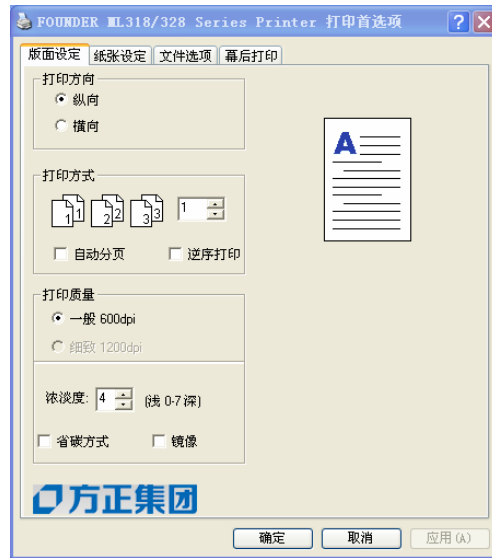 FOUNDER ML318/328 Series Printer 打印首选项
版面设定 纸张设定 文件选项 幕后打印
打印方向
纵向
横向
A
打印方式
1 1 2 2 3 3 1
自动分页 逆序打印
打印质量
一般 600dpi
细致 1200dpi
浓淡度: 4 (浅 0-7 深)
省碳方式 镜像
方正集团
确定 取消 应用(A)